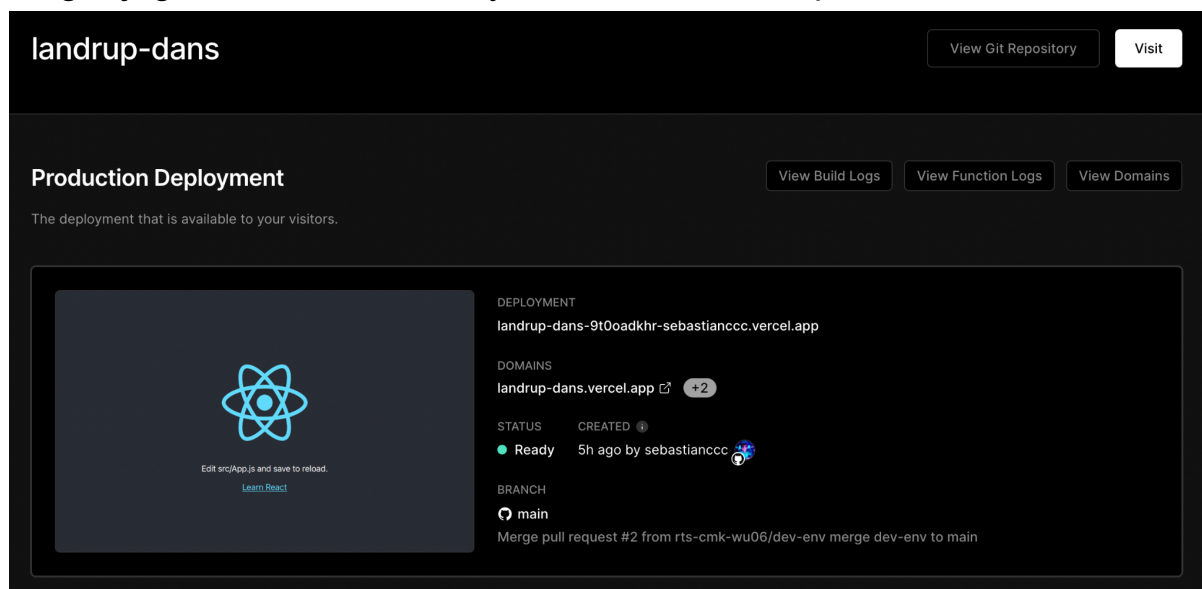 landrup-dans
View Git Repository
Visit
Production Deployment
View Build Logs
View Function Logs
View Domains
The deployment that is available to your visitors.
Edit src/App.js and save to reload.
Learn React
DEPLOYMENT
landrup-dans-9t0oadkhr-sebastianccc.vercel.app
DOMAINS
landrup-dans.vercel.app +2
STATUS CREATED
Ready 5h ago by sebastianccc
BRANCH
main
Merge pull request #2 from rts-cmk-wu06/dev-env merge dev-env to main